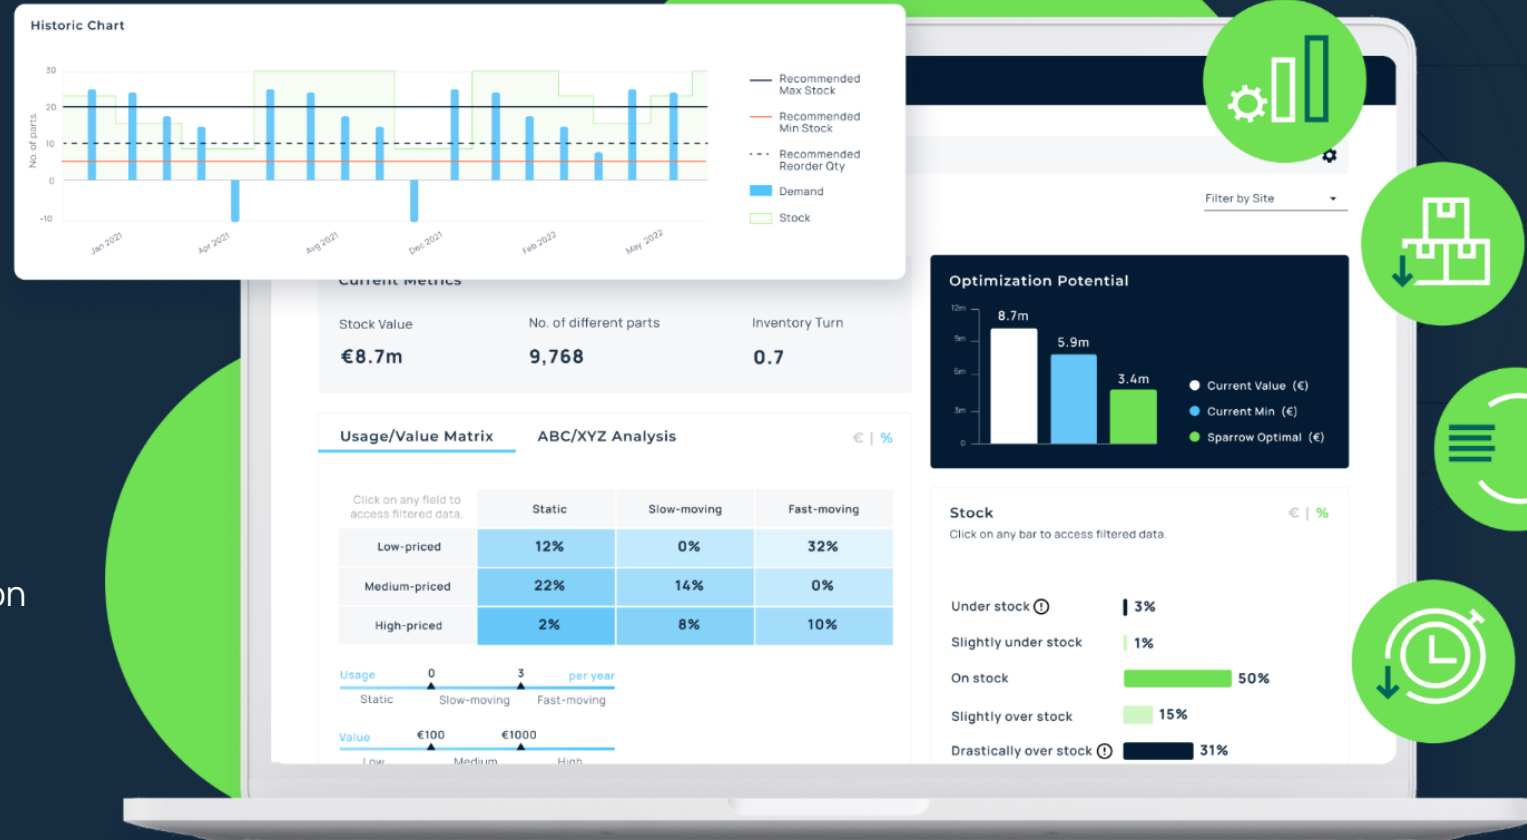 Historic Chart
30
20
10
0
-10
No. of parts
Jan 2021
Apr 2021
Aug 2021
Dec 2021
Feb 2022
May 2022
Recommended
Max Stock
Recommended
Min Stock
Recommended
Reorder Qty
Demand
Stock
Filter by Site
Current Metrics
Stock Value
No. of different parts
Inventory Turn
€8.7m
9,768
0.7
Optimization Potential
12m
9m
6m
3m
0
8.7m
5.9m
3.4m
Current Value (€)
Current Min (€)
Sparrow Optimal (€)
Usage/Value Matrix
ABC/XYZ Analysis
€ | %
Click on any field to
access filtered data.
Static
Slow-moving
Fast-moving
Low-priced
12%
0%
32%
Medium-priced
22%
14%
0%
High-priced
2%
8%
10%
Usage
0
3
per year
Static
Slow-moving
Fast-moving
Value
€100
€1000
Low
Medium
High
Stock
€ | %
Click on any bar to access filtered data.
Under stock
3%
Slightly under stock
1%
On stock
50%
Slightly over stock
15%
Drastically over stock
31%
on